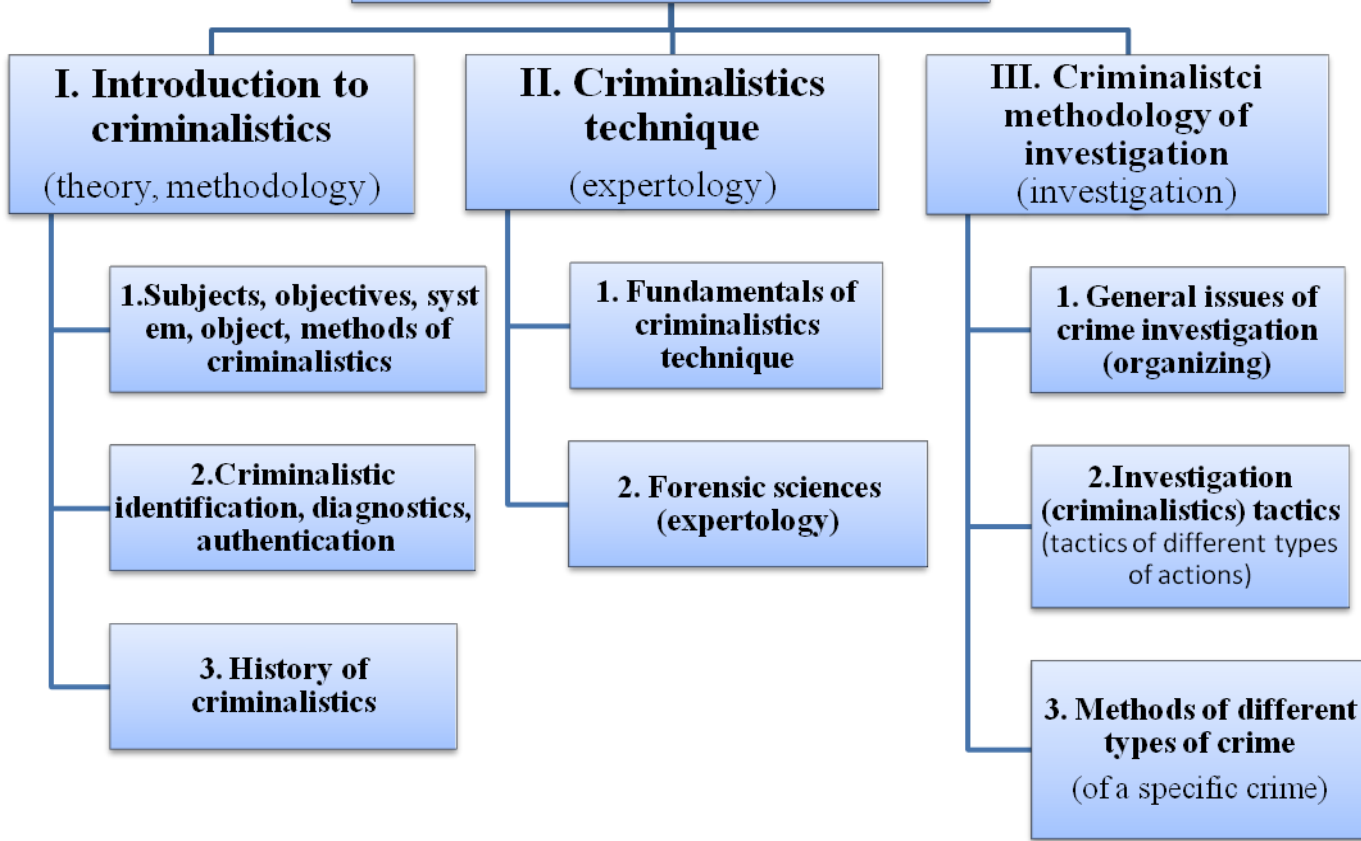 I. Introduction to
criminalistics
(theory, methodology)
1.Subjects, objectives, syst
em, object, methods of
criminalistics
2.Criminalistic
identification, diagnostics,
authentication
3. History of
criminalistics
II. Criminalistics
technique
(expertology)
1. Fundamentals of
criminalistics
technique
2. Forensic sciences
(expertology)
III. Criminalistci
methodology of
investigation
(investigation)
1. General issues of
crime investigation
(organizing)
2.Investigation
(criminalistics) tactics
(tactics of different types
of actions)
3. Methods of different
types of crime
(of a specific crime)